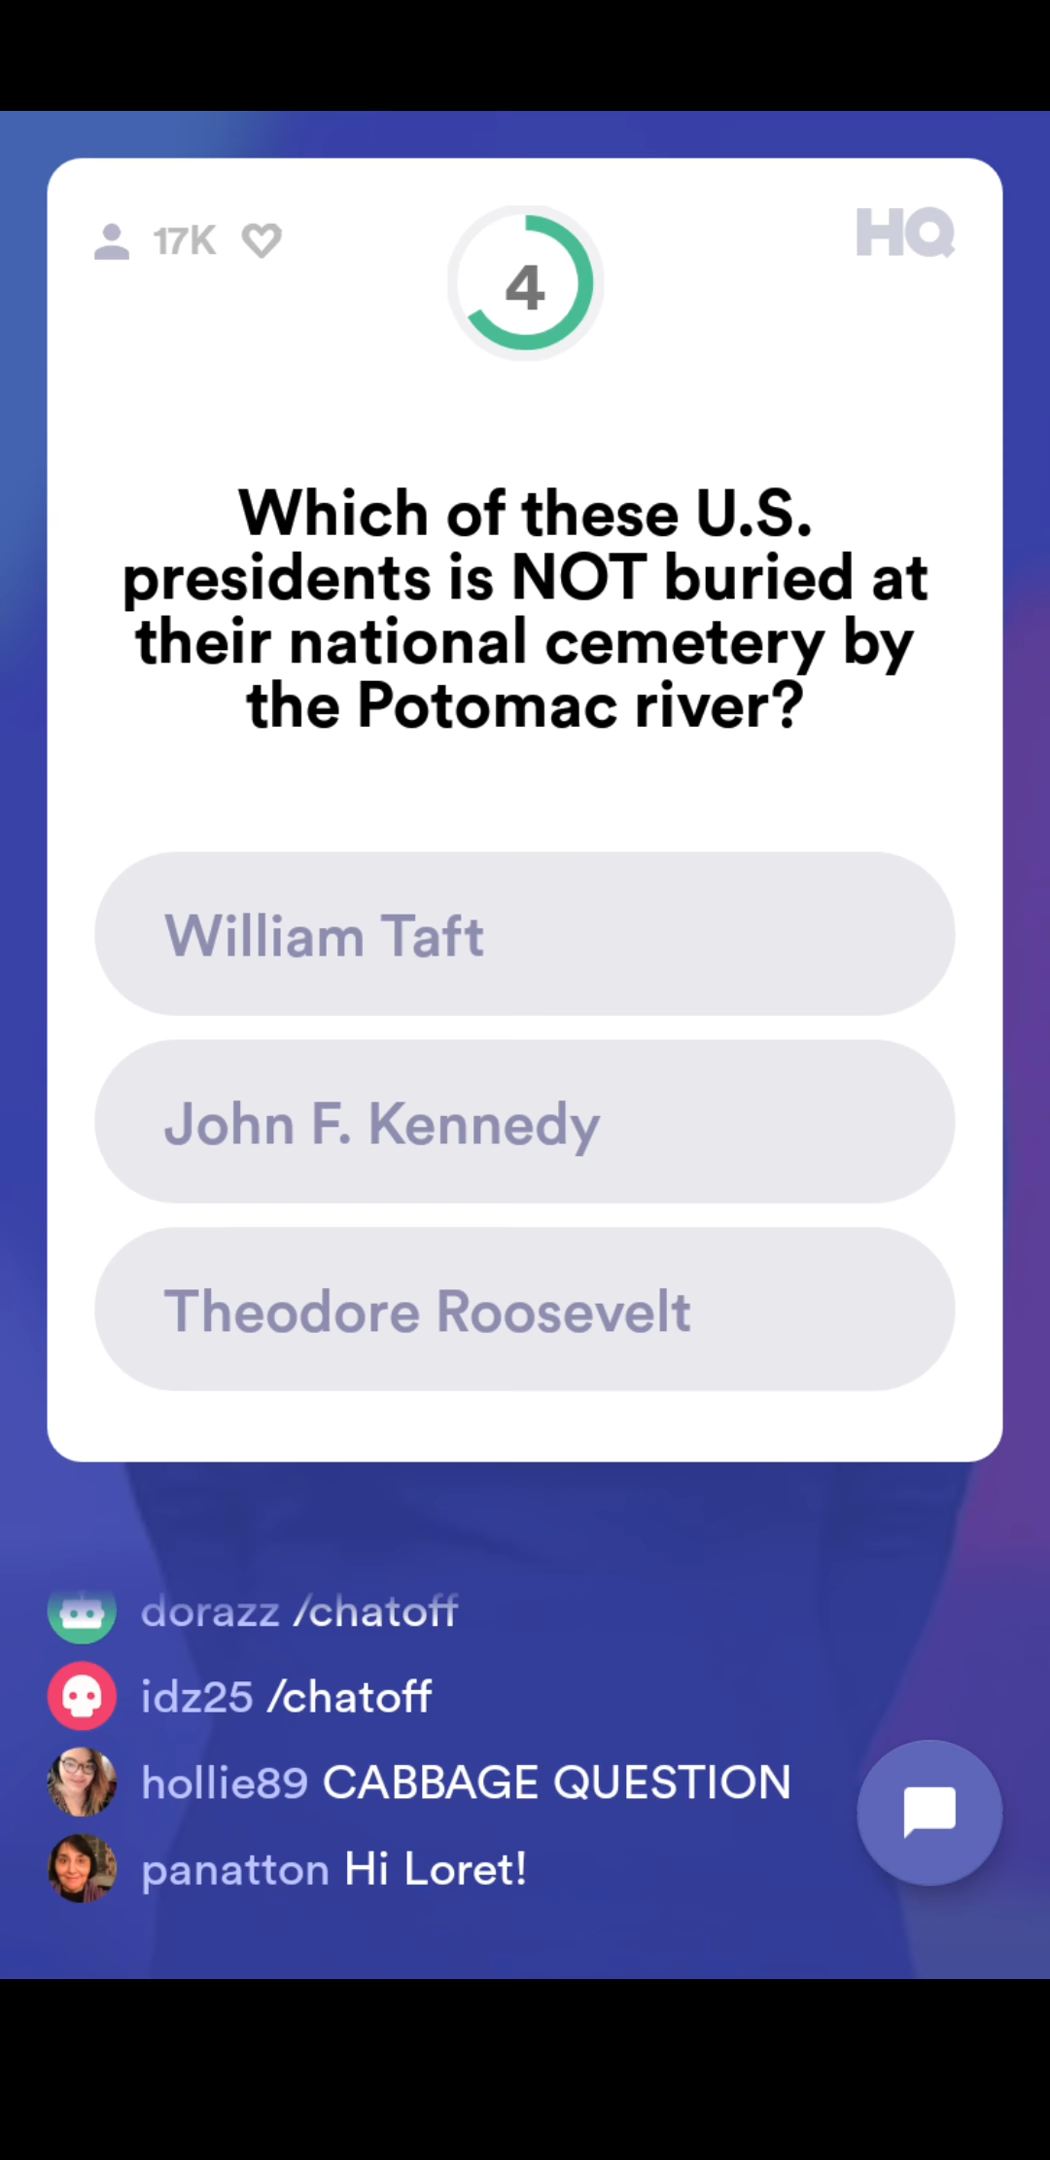 17K
4
HQ
Which of these U.S.
presidents is NOT buried at
their national cemetery by
the Potomac river?
William Taft
John F. Kennedy
Theodore Roosevelt
dorazz /chatoff
idz25 /chatoff
hollie89 CABBAGE QUESTION
panatton Hi Loret!